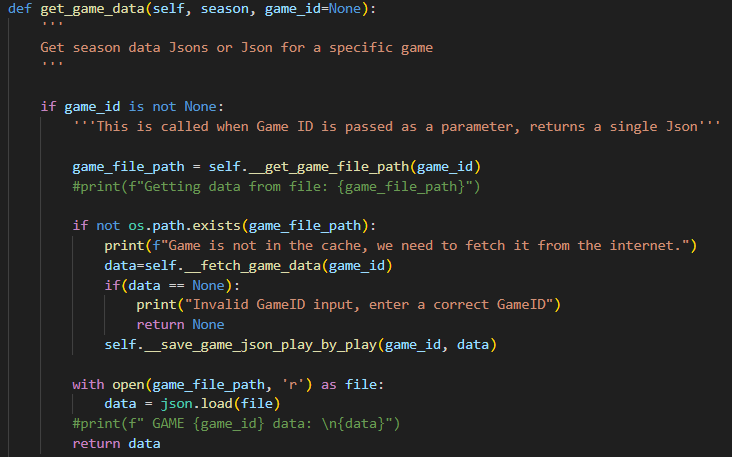 def get_game_data(self, season, game_id=None):
'''
Get season data Jsons or Json for a specific game
'''
if game_id is not None:
'''This is called when Game ID is passed as a parameter, returns a single Json'''
game_file_path = self.__get_game_file_path(game_id)
#print(f"Getting data from file: {game_file_path}")
if not os.path.exists(game_file_path):
print(f"Game is not in the cache, we need to fetch it from the internet.")
data=self.__fetch_game_data(game_id)
if(data == None):
print("Invalid GameID input, enter a correct GameID")
return None
self.__save_game_json_play_by_play(game_id, data)
with open(game_file_path, 'r') as file:
data = json.load(file)
#print(f" GAME {game_id} data: \n{data}")
return data